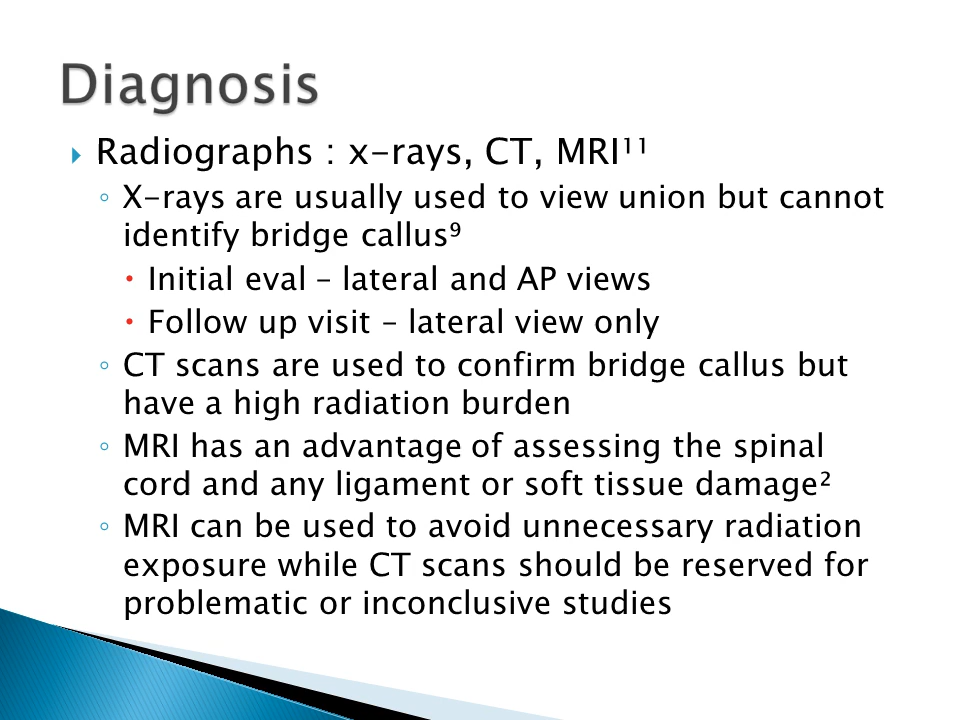 Diagnosis
Radiographs : x-rays, CT, MRI¹¹
X-rays are usually used to view union but cannot
identify bridge callus⁹
Initial eval – lateral and AP views
Follow up visit – lateral view only
CT scans are used to confirm bridge callus but
have a high radiation burden
MRI has an advantage of assessing the spinal
cord and any ligament or soft tissue damage²
MRI can be used to avoid unnecessary radiation
exposure while CT scans should be reserved for
problematic or inconclusive studies